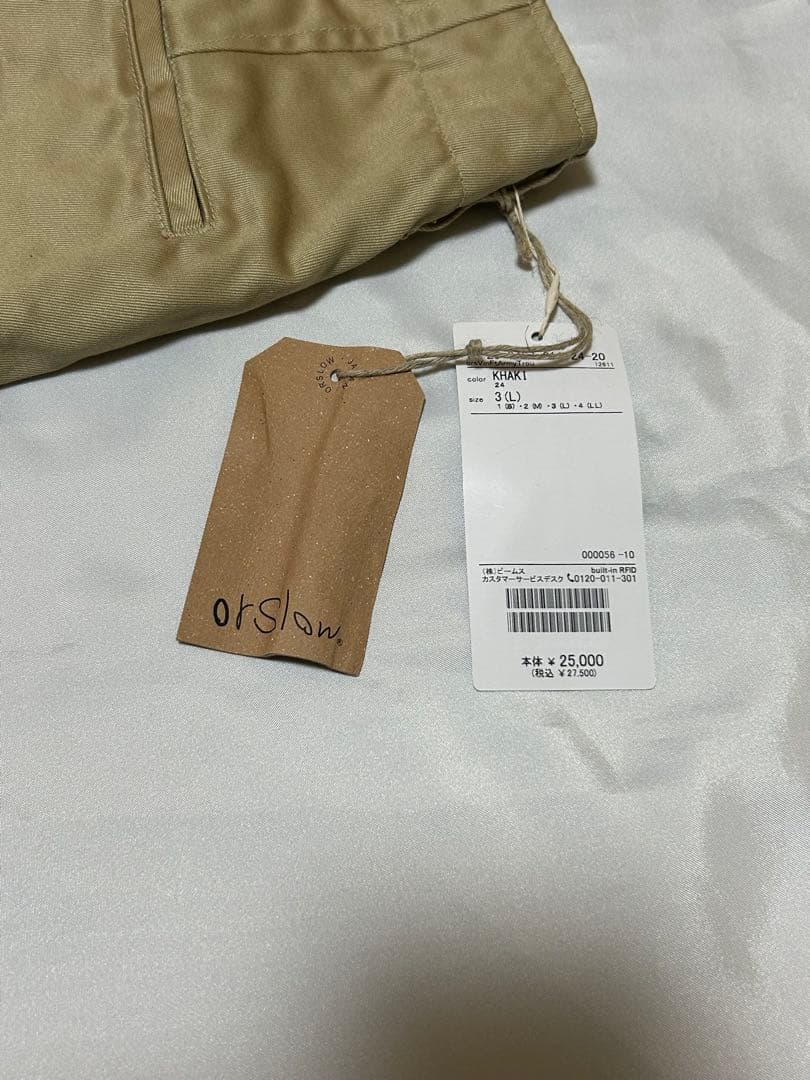 ORSLOW
orslow®
24-20
orsVinFtArmyTrou
12611
color KHAKI
24
size 3(L)
1(S)・2(M)・3(L)・4(LL)
000056-10
(株)ビームス built-in RFID
カスタマーサービスデスク 0120-011-301
本体 ¥ 25,000
(税込 ¥27,500)